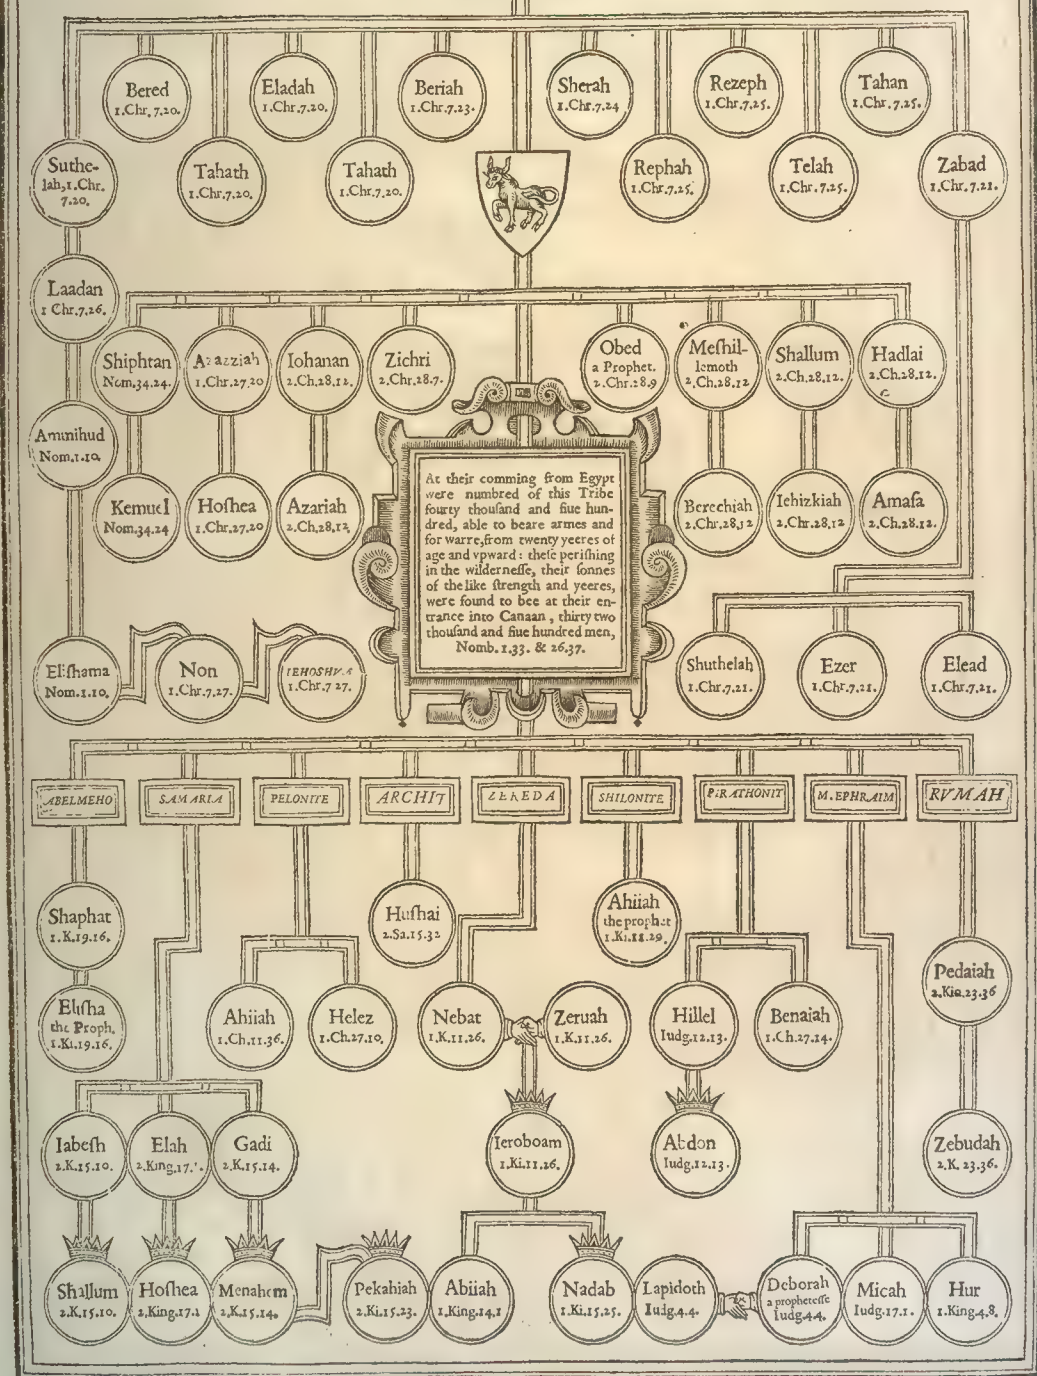 Bered
1.Chr.7.20.
Eladah
1.Chr.7.20.
Beriah
1.Chr.7.23.
Sherah
1.Chr.7.24
Rezeph
1.Chr.7.25.
Tahan
1.Chr.7.25.
Suthe-
lah,1.Chr.
7.20.
Tahath
1.Chr.7.20.
Tahath
1.Chr.7.20.
Rephah
1.Chr.7.25.
Telah
1.Chr.7.25.
Zabad
1.Chr.7.21.
Laadan
1 Chr.7.26.
Shiphtan
Nom.34.24.
Azazziah
1.Chr.27.20
Iohanan
2.Ch.28.12.
Zichri
2.Chr.28.7.
Obed
a Prophet.
2.Chr.28.9
Meſhil-
lemoth
2.Ch.28.12
Shallum
2.Ch.28.12.
Hadlai
2.Ch.28.12.
Ammihud
Nom.1.10.
Kemuel
Nom.34.24
Hoſhea
1.Chr.27.20
Azariah
2.Ch.28.12
Berechiah
2.Chr.28.12
Iehizkiah
2.Chr.28.12
Amaſa
2.Ch.28.12.
At their comming from Egypt
were numbred of this Tribe
fourty thouſand and fiue hun-
dred, able to beare armes and
for warre,from twenty yeeres of
age and vpward : theſe periſhing
in the wilderneſſe, their ſonnes
of the like ſtrength and yeeres,
were found to bee at their en-
trance into Canaan , thirty two
thouſand and fiue hundred men,
Nomb. 1.33. & 26.37.
Eliſhama
Nom.1.10.
Non
1.Chr.7.27.
IEHOSHVA
1.Chr.7 27.
Shuthelah
1.Chr.7.21.
Ezer
1.Chr.7.21.
Elead
1.Chr.7.21.
ABELMEHO
SAMARIA
PELONITE
ARCHIT
ZEREDA
SHILONITE
PIRATHONIT
M.EPHRAIM
RVMAH
Shaphat
1.K.19.16.
Huſhai
2.Sa.15.32
Ahiiah
the prophet
1.Ki.11.29.
Pedaiah
2.Kin.23.36
Eliſha
the Proph.
1.Ki.19.16.
Ahiiah
1.Ch.11.36.
Helez
1.Ch.27.10.
Nebat
1.K.11.26.
Zeruah
1.K.11.26.
Hillel
Iudg.12.13.
Benaiah
1.Ch.27.14.
Iabeſh
2.K.15.10.
Elah
2.King.17.
Gadi
2.K.15.14.
Ieroboam
1.Ki.11.26.
Abdon
Iudg.12.13.
Zebudah
2.K. 23.36.
Shallum
2.K.15.10.
Hoſhea
2.King.17.1
Menahem
2.K.15.14.
Pekahiah
2.Ki.15.23.
Abiiah
1.King.14.1
Nadab
1.Ki.15.25.
Lapidoth
Iudg.4.4.
Deborah
a propheteſſe
Iudg.4.4.
Micah
Iudg.17.1.
Hur
1.King.4.8.